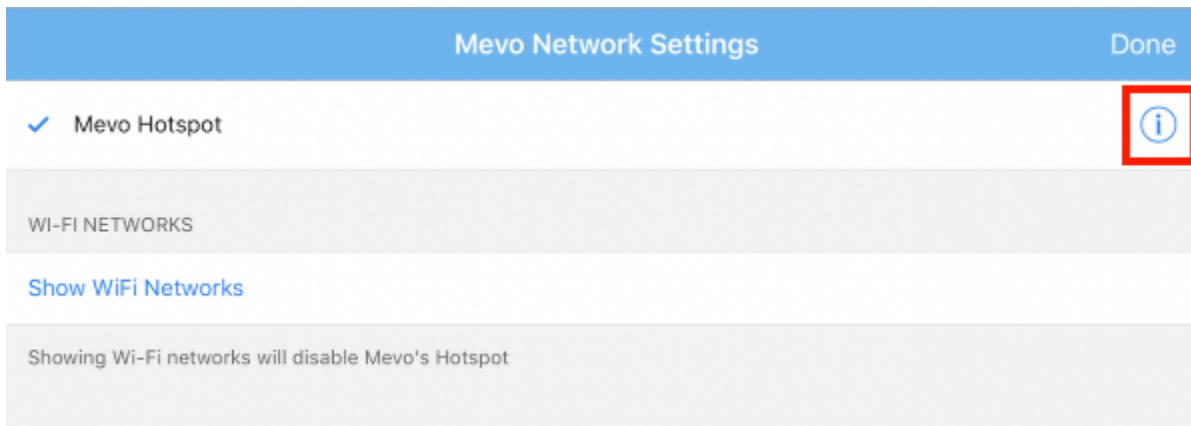 Mevo Network Settings
Done
Mevo Hotspot
WI-FI NETWORKS
Show WiFi Networks
Showing Wi-Fi networks will disable Mevo's Hotspot